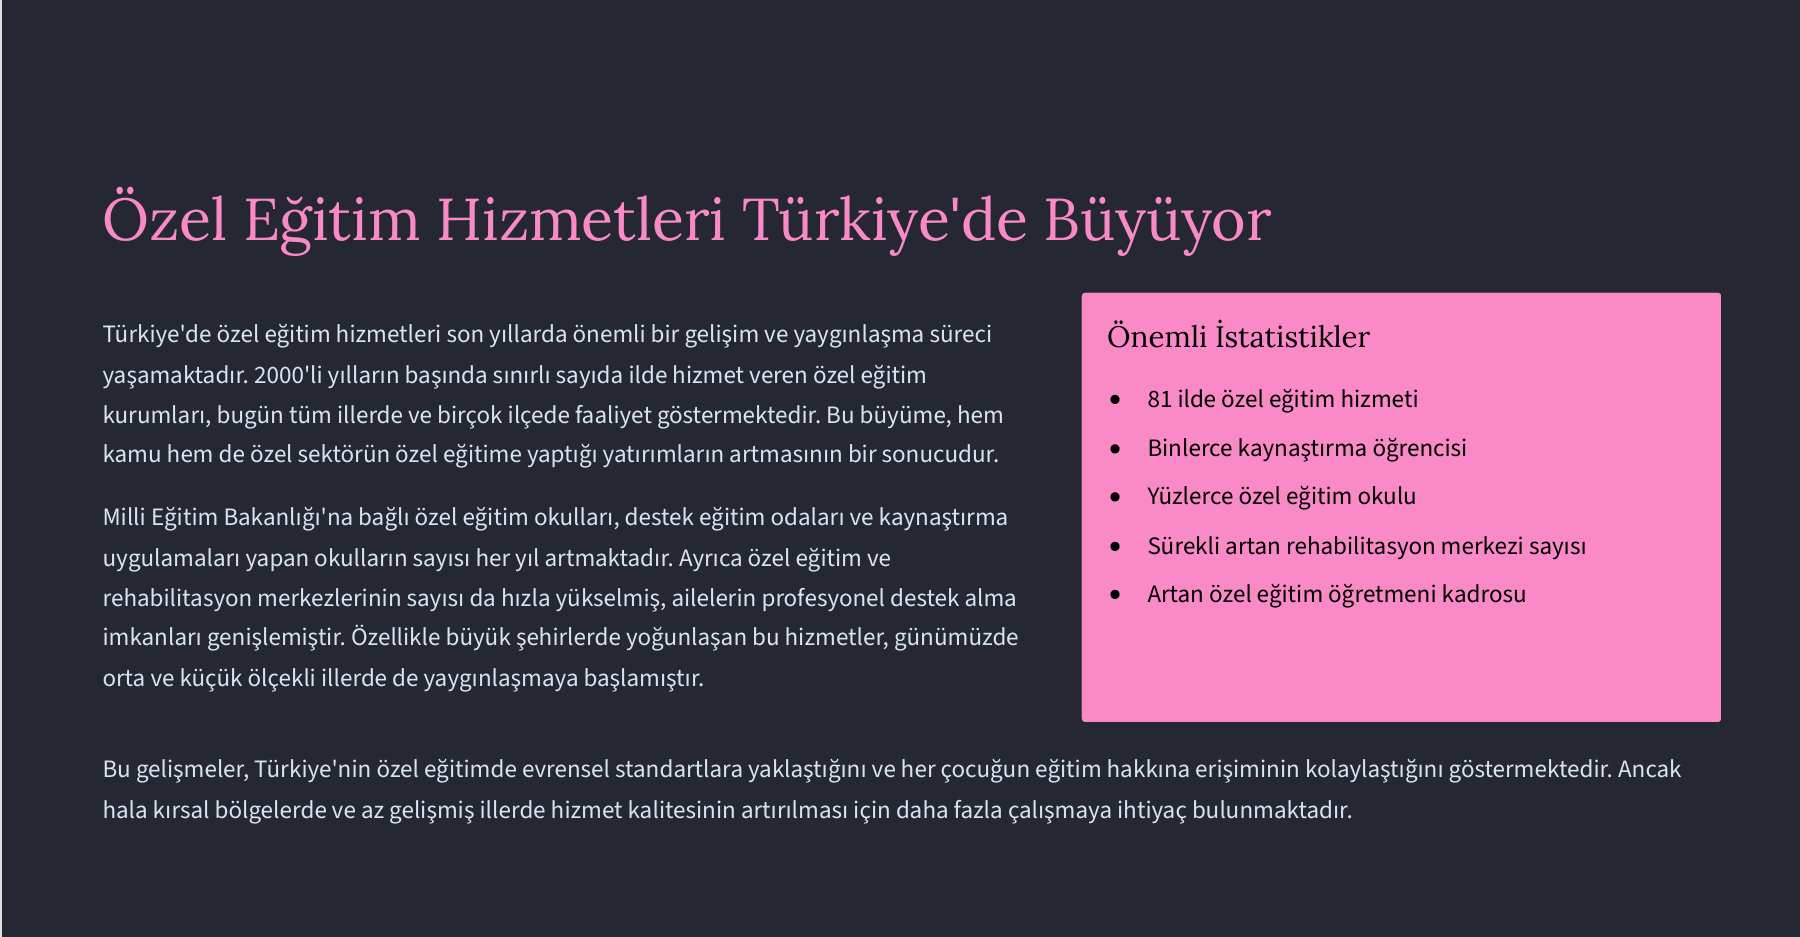 Özel Eğitim Hizmetleri Türkiye'de Büyüyor
Türkiye'de özel eğitim hizmetleri son yıllarda önemli bir gelişim ve yaygınlaşma süreci
yaşamaktadır. 2000'li yılların başında sınırlı sayıda ilde hizmet veren özel eğitim
kurumları, bugün tüm illerde ve birçok ilçede faaliyet göstermektedir. Bu büyüme, hem
kamu hem de özel sektörün özel eğitime yaptığı yatırımların artmasının bir sonucudur.
Milli Eğitim Bakanlığı'na bağlı özel eğitim okulları, destek eğitim odaları ve kaynaştırma
uygulamaları yapan okulların sayısı her yıl artmaktadır. Ayrıca özel eğitim ve
rehabilitasyon merkezlerinin sayısı da hızla yükselmiş, ailelerin profesyonel destek alma
imkanları genişlemiştir. Özellikle büyük şehirlerde yoğunlaşan bu hizmetler, günümüzde
orta ve küçük ölçekli illerde de yaygınlaşmaya başlamıştır.
Önemli İstatistikler
● 81 ilde özel eğitim hizmeti
● Binlerce kaynaştırma öğrencisi
● Yüzlerce özel eğitim okulu
● Sürekli artan rehabilitasyon merkezi sayısı
● Artan özel eğitim öğretmeni kadrosu
Bu gelişmeler, Türkiye'nin özel eğitimde evrensel standartlara yaklaştığını ve her çocuğun eğitim hakkına erişiminin kolaylaştığını göstermektedir. Ancak
hala kırsal bölgelerde ve az gelişmiş illerde hizmet kalitesinin artırılması için daha fazla çalışmaya ihtiyaç bulunmaktadır.